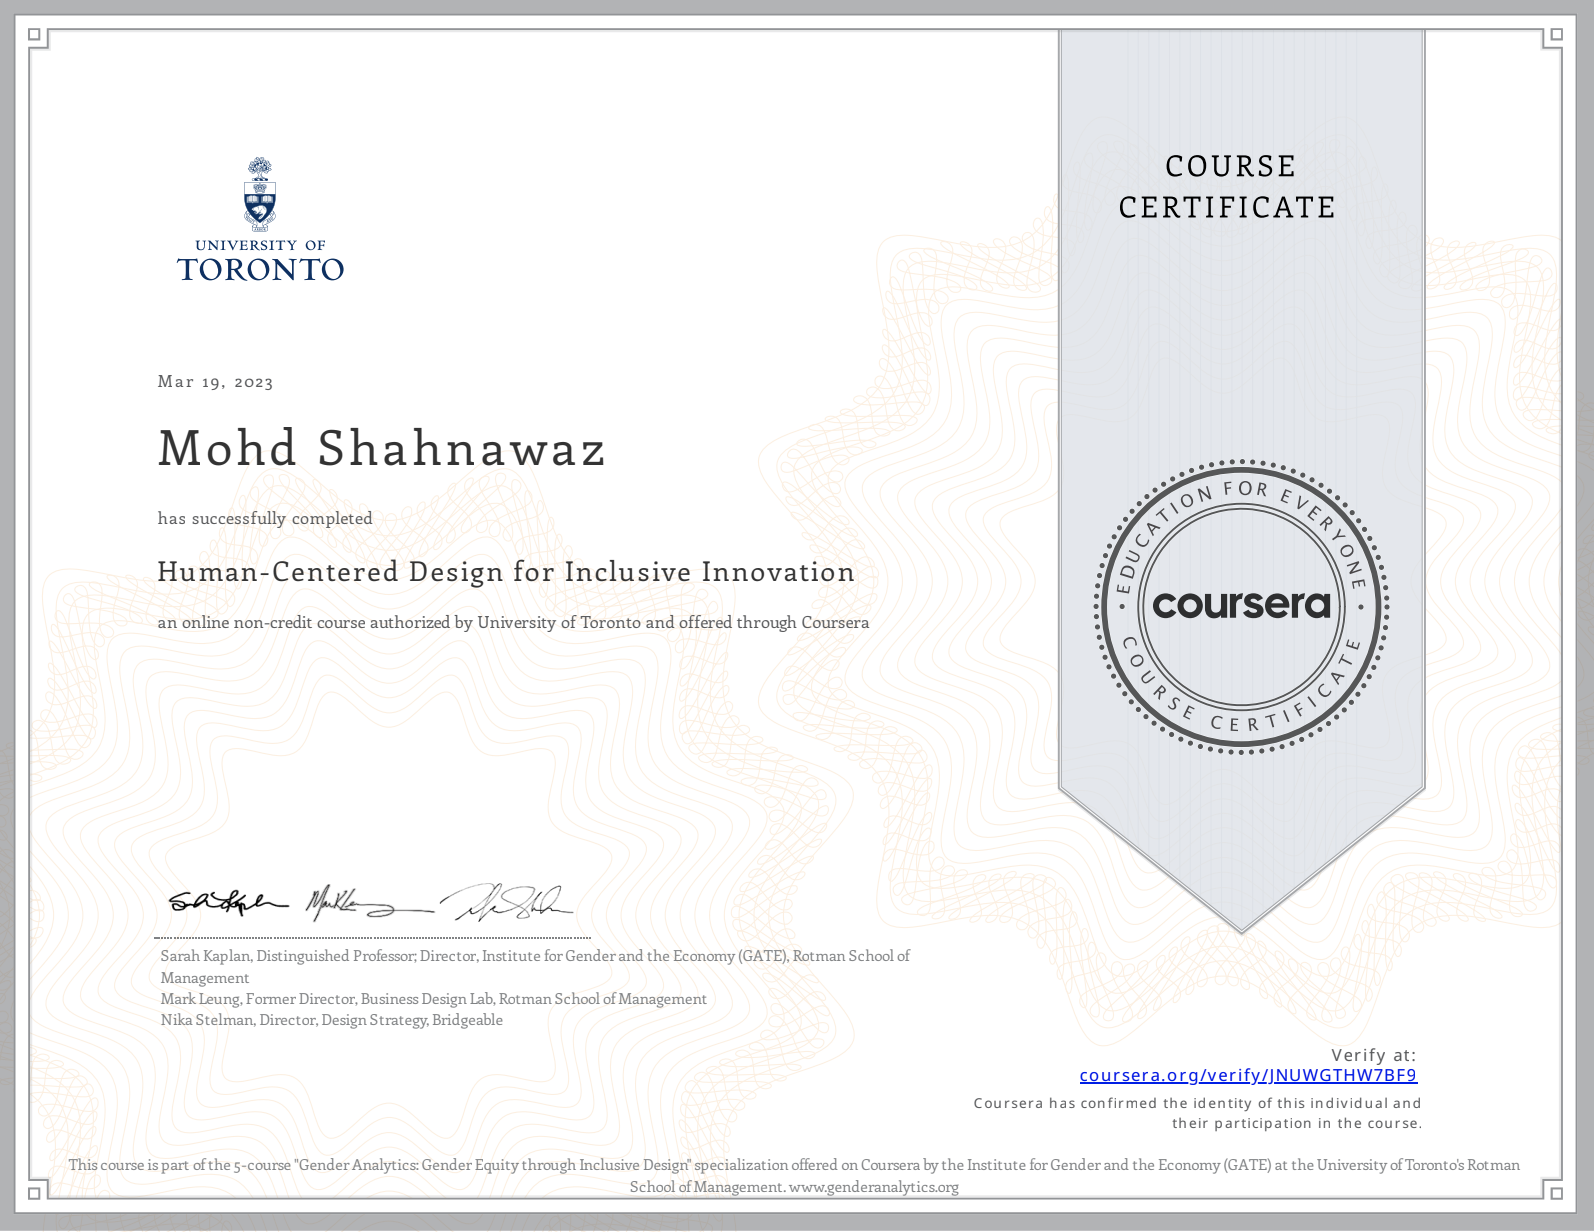 UNIVERSITY OF
TORONTO
COURSE
CERTIFICATE
Mar 19, 2023
Mohd Shahnawaz
has successfully completed
Human-Centered Design for Inclusive Innovation
an online non-credit course authorized by University of Toronto and offered through Coursera
EDUCATION FOR EVERYONE
coursera
COURSE CERTIFICATE
Sarah Kaplan, Distinguished Professor; Director, Institute for Gender and the Economy (GATE), Rotman School of
Management
Mark Leung, Former Director, Business Design Lab, Rotman School of Management
Nika Stelman, Director, Design Strategy, Bridgeable
Verify at:
coursera.org/verify/JNUWGTHW7BF9
Coursera has confirmed the identity of this individual and
their participation in the course.
This course is part of the 5-course "Gender Analytics: Gender Equity through Inclusive Design" specialization offered on Coursera by the Institute for Gender and the Economy (GATE) at the University of Toronto's Rotman
School of Management. www.genderanalytics.org